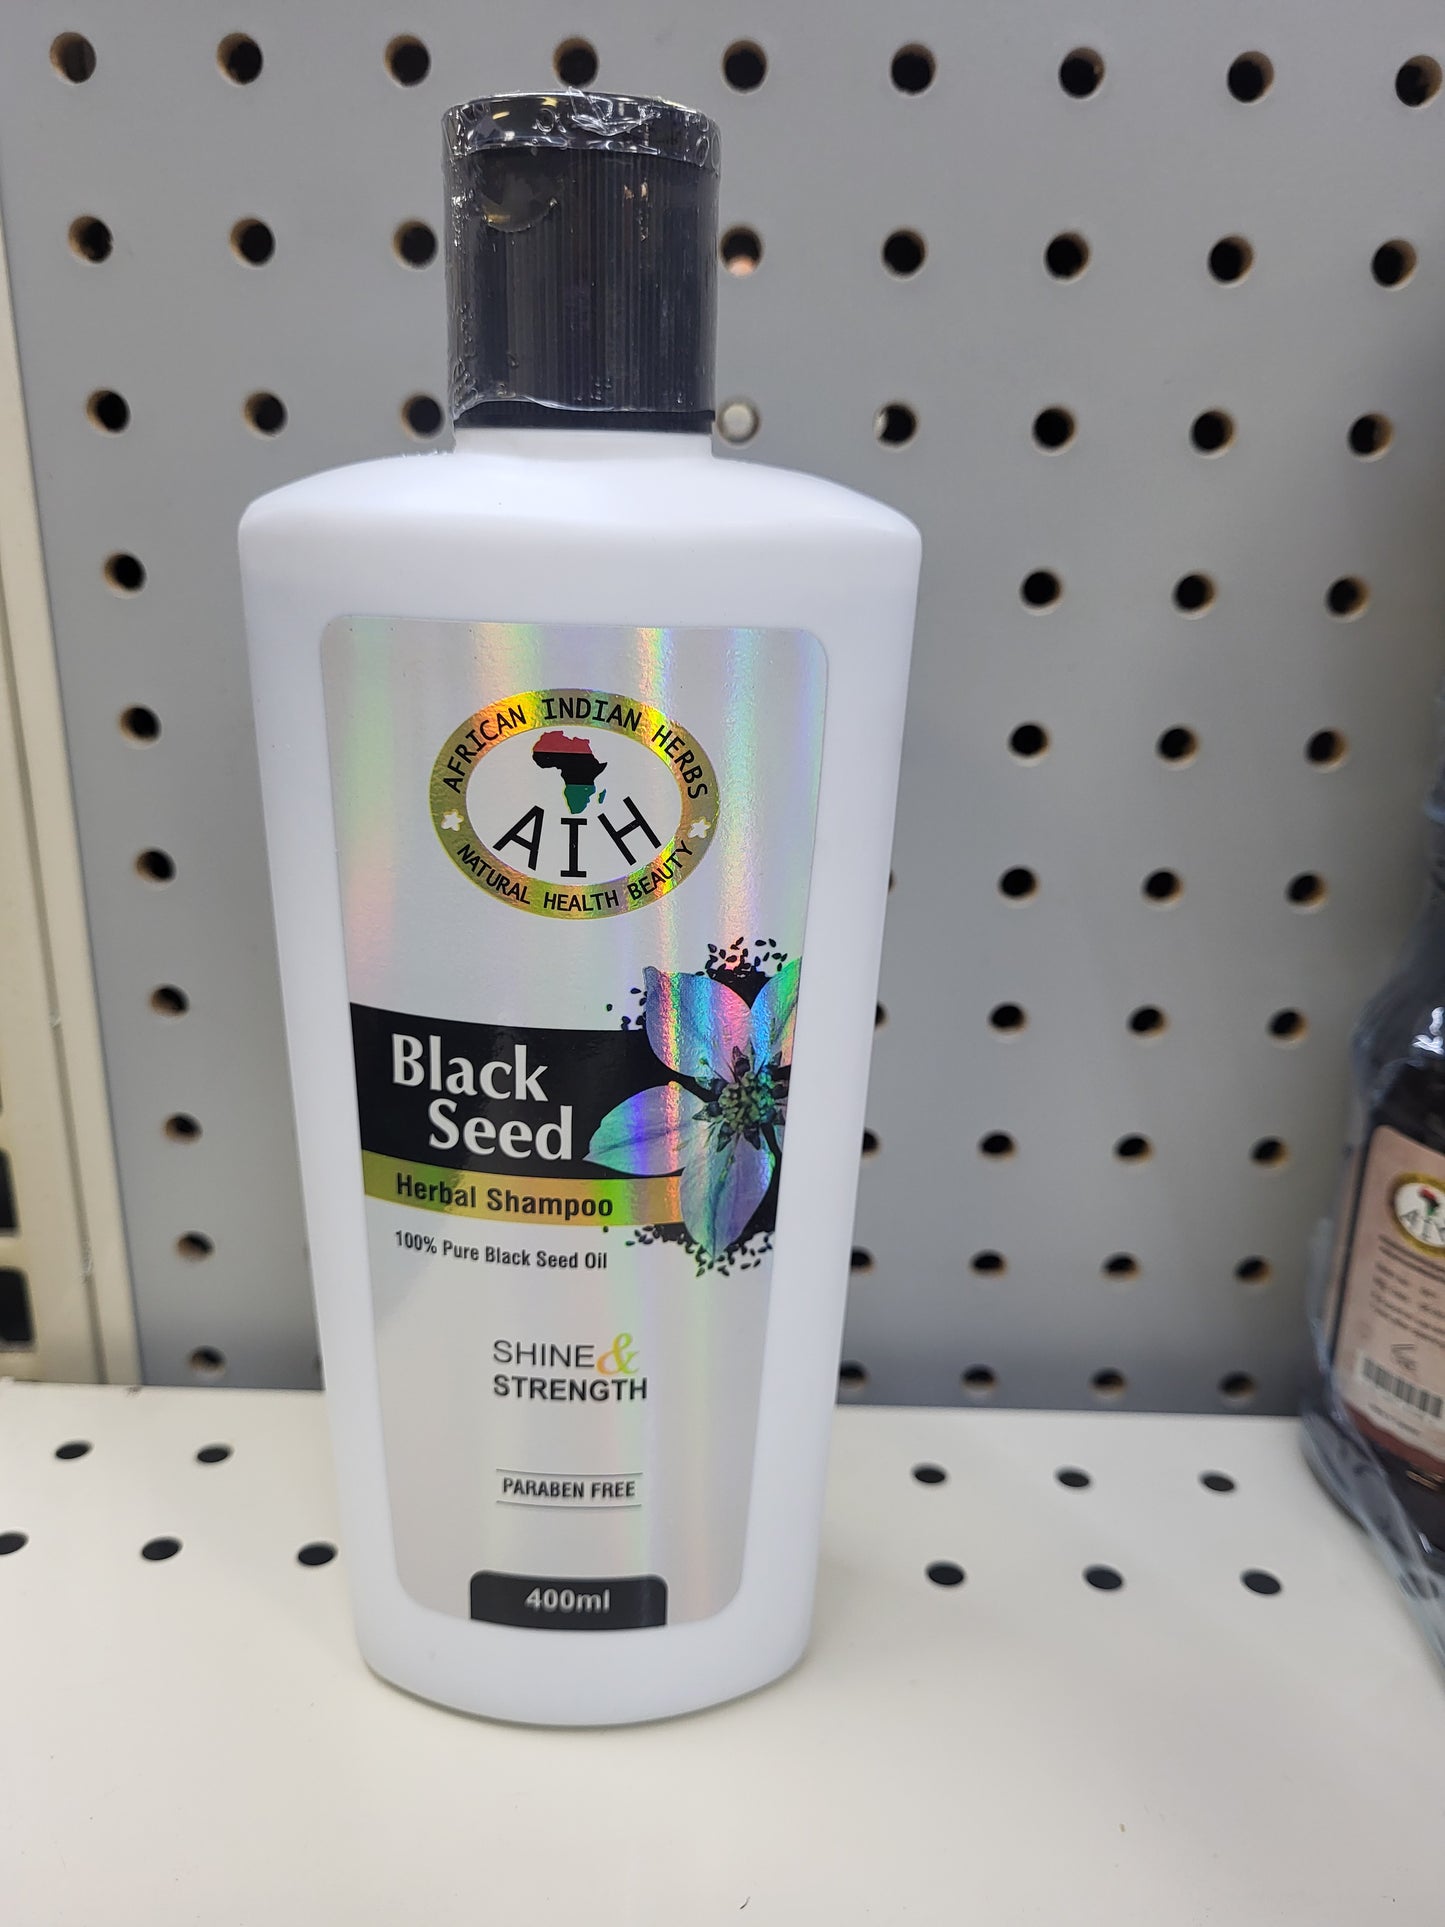 AFRICAN INDIAN HERBS
AIH
NATURAL HEALTH BEAUTY
Black
Seed
Herbal Shampoo
100% Pure Black Seed Oil
SHINE &
STRENGTH
PARABEN FREE
400ml
AIH